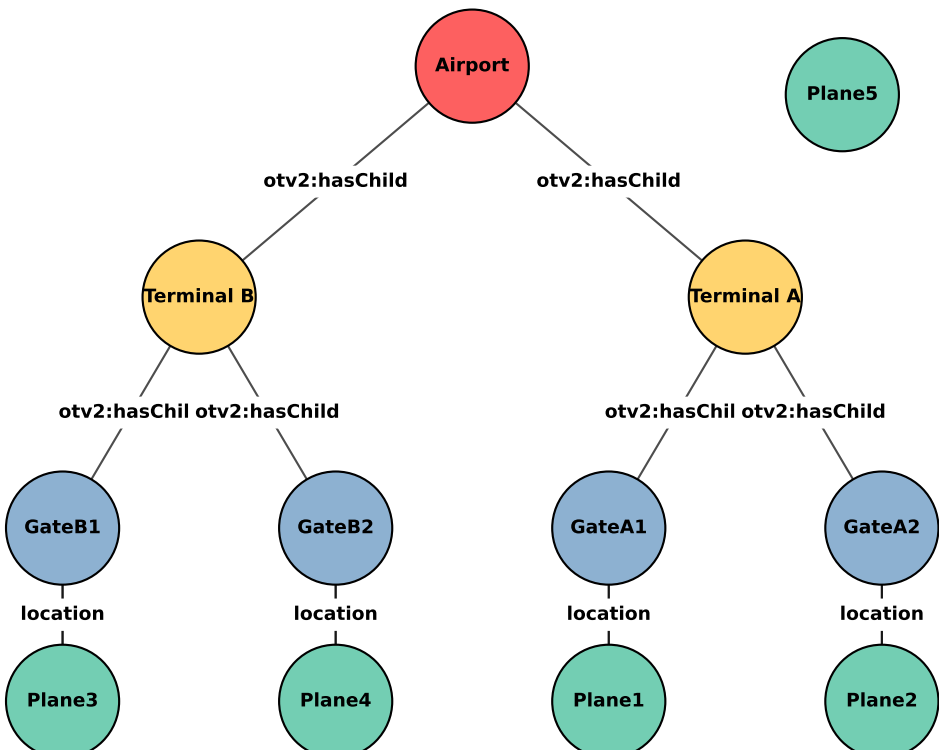 Airport
Plane5
otv2:hasChild
otv2:hasChild
Terminal B
Terminal A
otv2:hasChil
otv2:hasChild
otv2:hasChil
otv2:hasChild
GateB1
GateB2
GateA1
GateA2
location
location
location
location
Plane3
Plane4
Plane1
Plane2